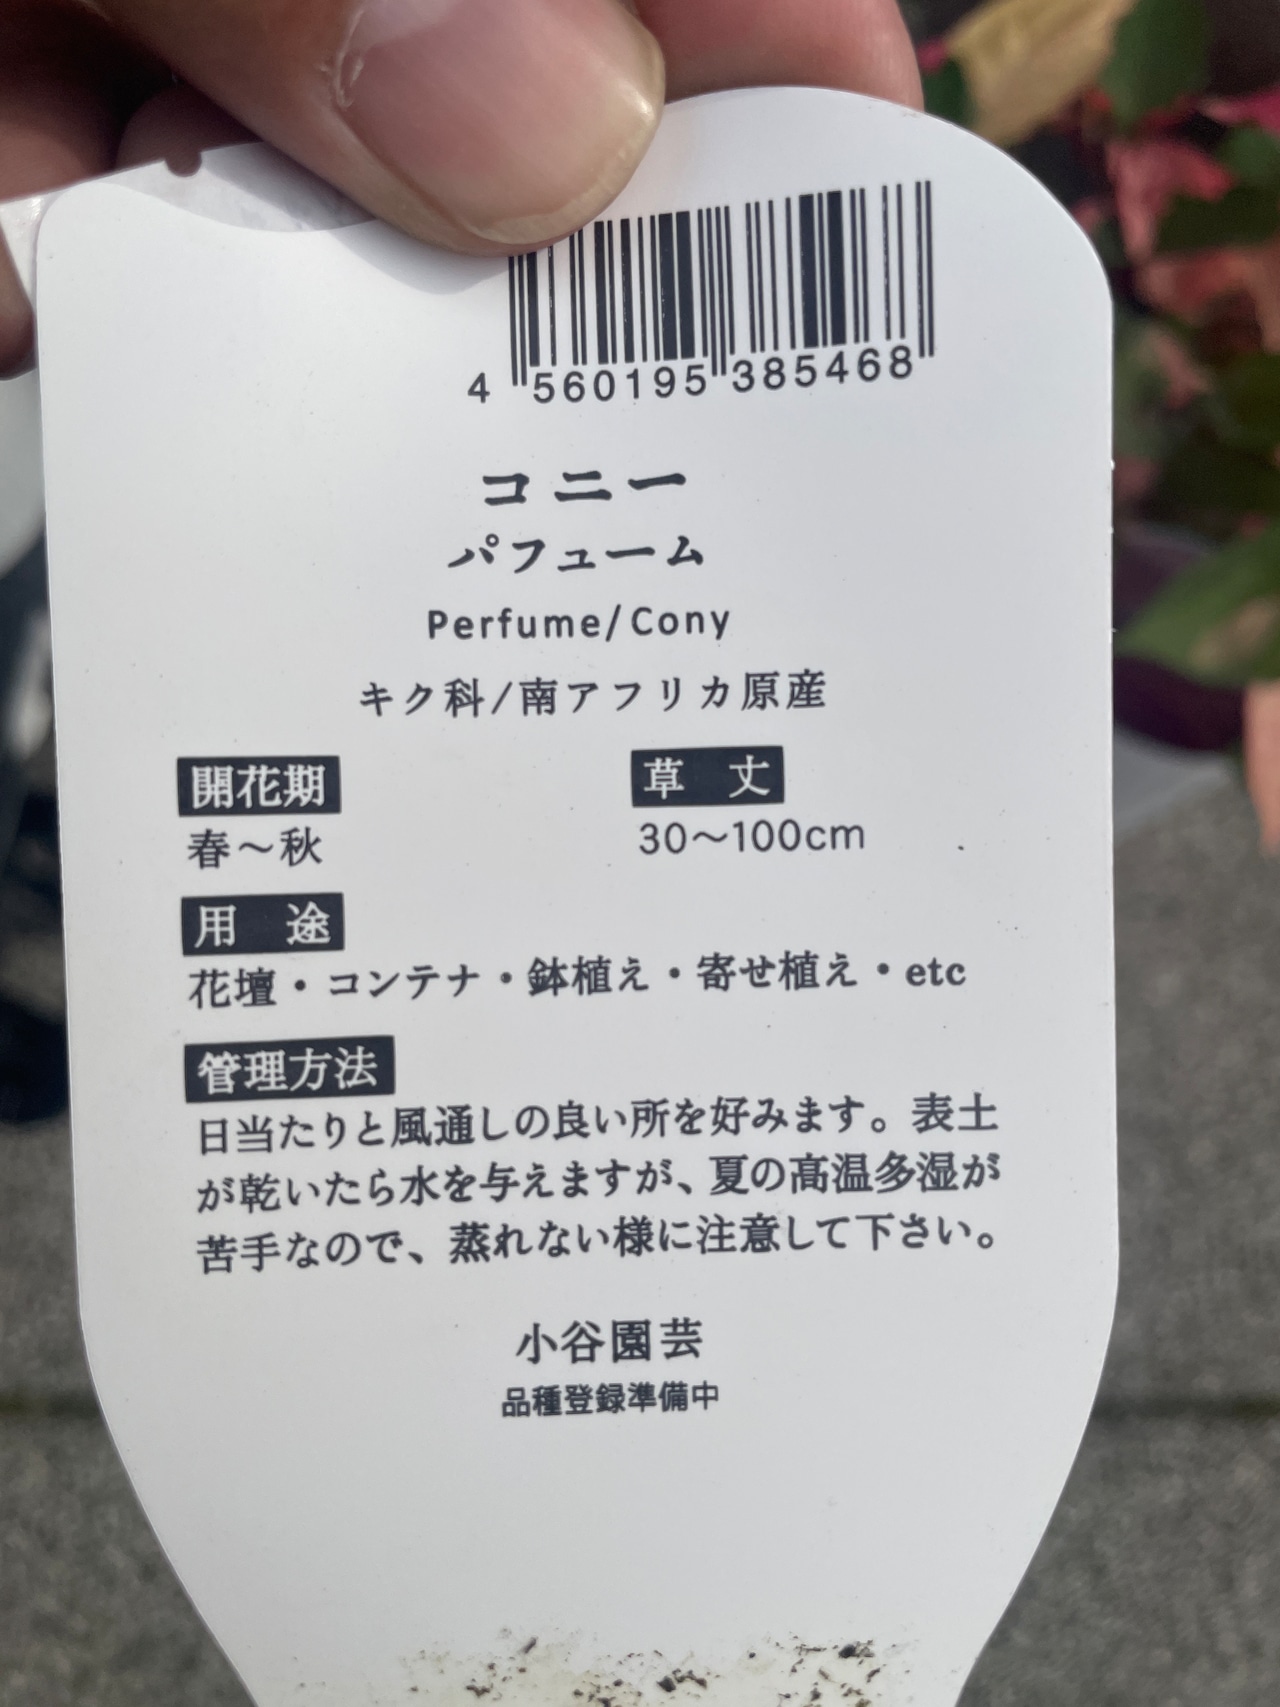 4 560195 385468
コニー
パフューム
Perfume/Cony
キク科/南アフリカ原産
開花期 草 丈
春～秋 30～100cm
用 途
花壇・コンテナ・鉢植え・寄せ植え・etc
管理方法
日当たりと風通しの良い所を好みます。表土
が乾いたら水を与えますが、夏の高温多湿が
苦手なので、蒸れない様に注意して下さい。
小谷園芸
品種登録準備中